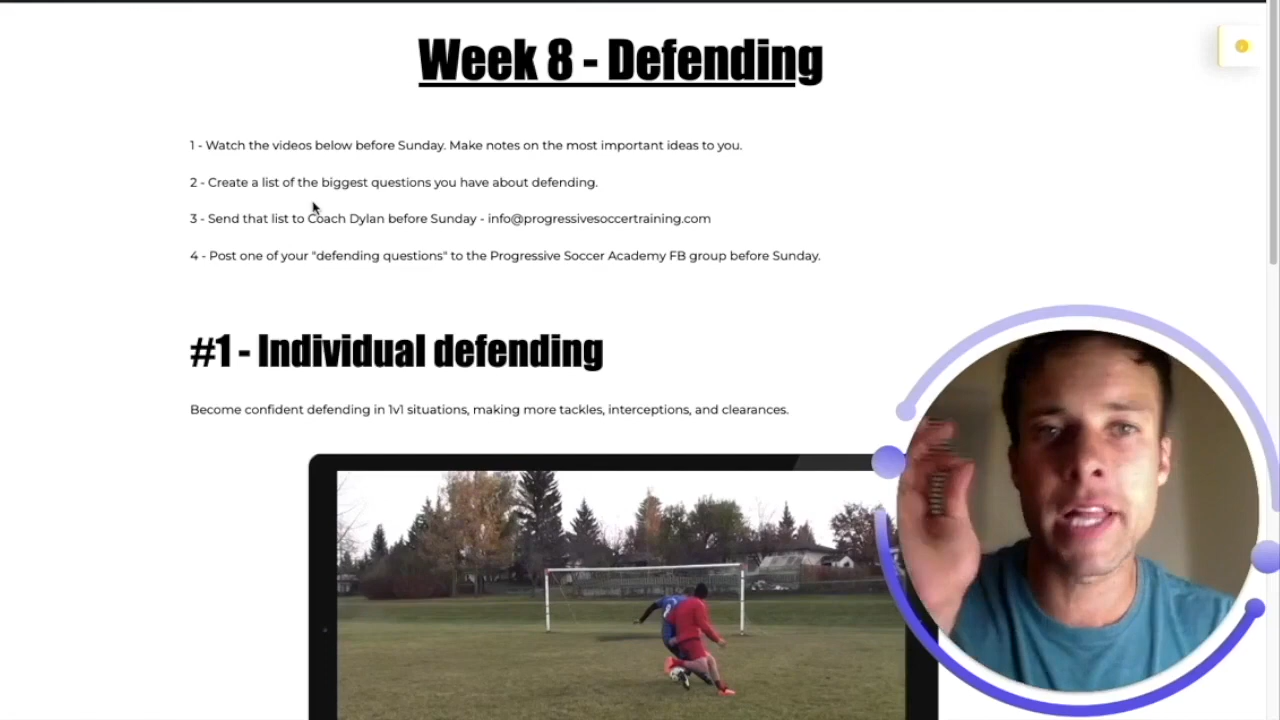 Week 8 - Defending
1 - Watch the videos below before Sunday. Make notes on the most important ideas to you.
2 - Create a list of the biggest questions you have about defending.
3 - Send that list to Coach Dylan before Sunday - info@progressivesoccertraining.com
4 - Post one of your "defending questions" to the Progressive Soccer Academy FB group before Sunday.
#1 - Individual defending
Become confident defending in 1v1 situations, making more tackles, interceptions, and clearances.